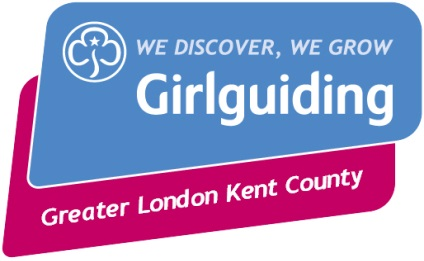 WE DISCOVER, WE GROW
Girlguiding
Greater London Kent County